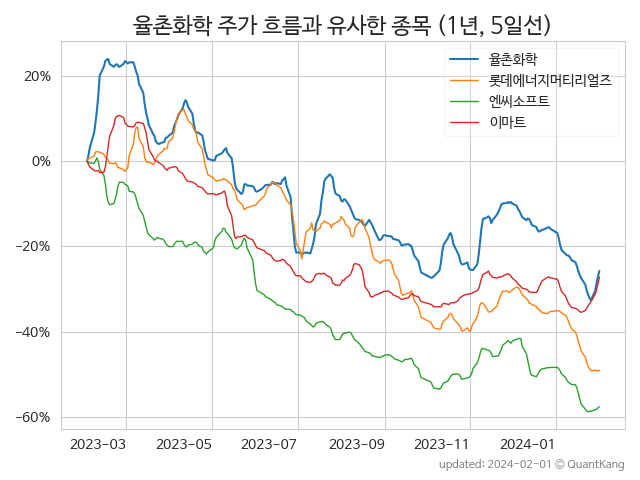 율촌화학 주가 흐름과 유사한 종목 (1년, 5일선)
율촌화학
롯데에너지머티리얼즈
엔씨소프트
이마트
20%
0%
−20%
−40%
−60%
2023-03 2023-05 2023-07 2023-09 2023-11 2024-01
updated: 2024-02-01 © QuantKang